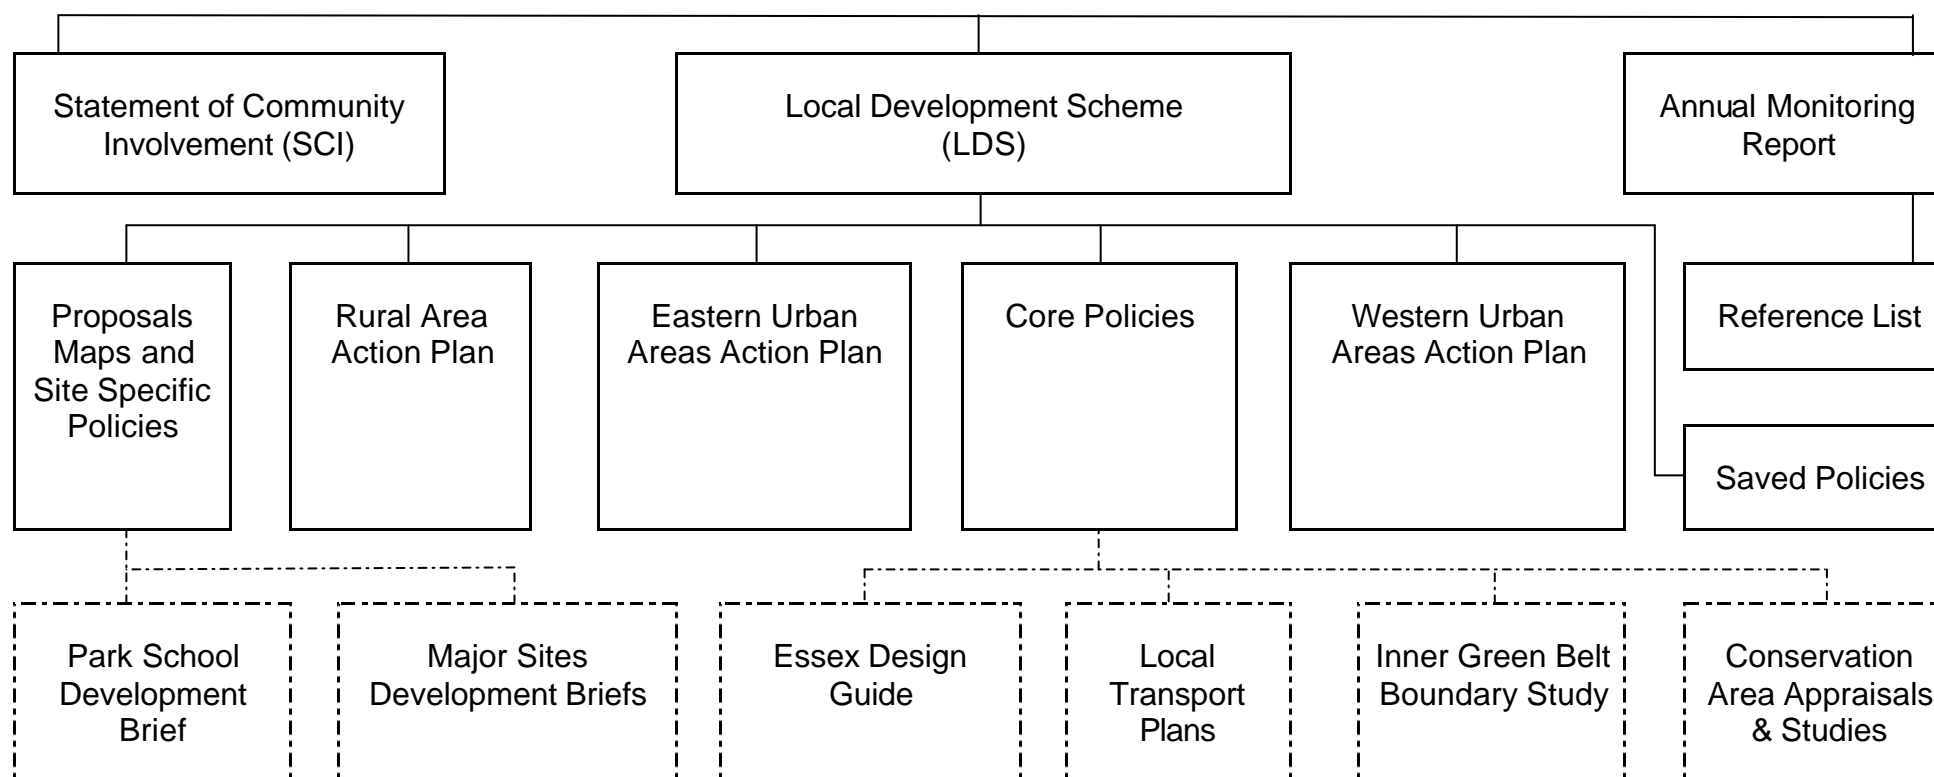 Statement of Community
Involvement (SCI)
Local Development Scheme
(LDS)
Annual Monitoring
Report
Proposals
Maps and
Site Specific
Policies
Rural Area
Action Plan
Eastern Urban
Areas Action Plan
Core Policies
Western Urban
Areas Action Plan
Reference List
Saved Policies
Park School
Development
Brief
Major Sites
Development Briefs
Essex Design
Guide
Local
Transport
Plans
Inner Green Belt
Boundary Study
Conservation
Area Appraisals
& Studies